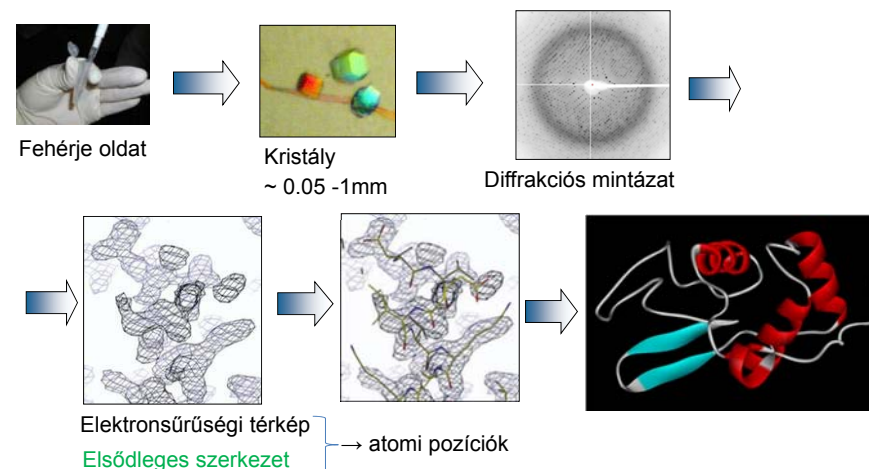 Fehérje oldat
Kristály
~ 0.05 -1mm
Diffrakciós mintázat
Elektronsűrűségi térkép
Elsődleges szerkezet
→ atomi pozíciók